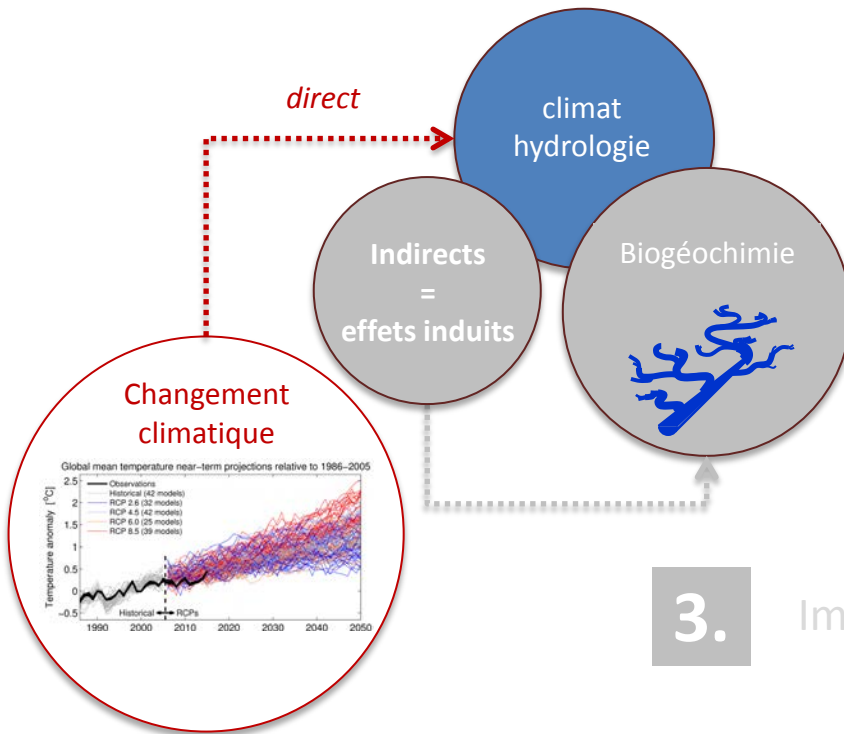 direct
climat
hydrologie
Indirects
=
effets induits
Biogéochimie
Changement
climatique
Global mean temperature near-term projections relative to 1986-2005
Temperature anomaly [°C]
2.5
2
1.5
1
0.5
0
-0.5
Observations
Historical (42 models)
RCP 2.6 (32 models)
RCP 4.5 (42 models)
RCP 6.0 (25 models)
RCP 8.5 (39 models)
Historical RCPs
1990 2000 2010 2020 2030 2040 2050
3. Im